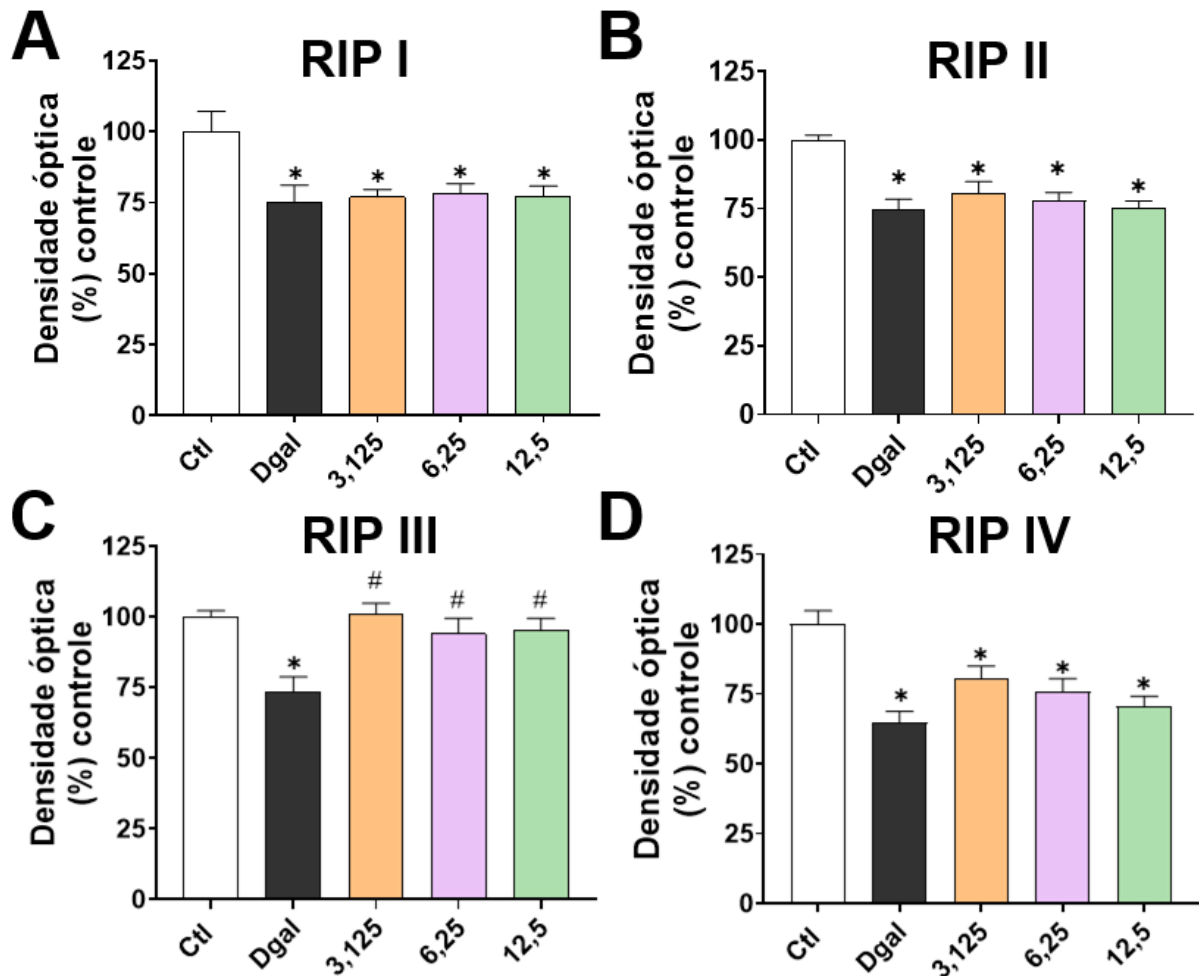 A
RIP I
Densidade óptica
(%) controle
125
100
75
50
25
0
*
*
*
*
Ctl
Dgal
3,125
6,25
12,5
B
RIP II
Densidade óptica
(%) controle
125
100
75
50
25
0
*
*
*
*
Ctl
Dgal
3,125
6,25
12,5
C
RIP III
Densidade óptica
(%) controle
125
100
75
50
25
0
*
#
#
#
Ctl
Dgal
3,125
6,25
12,5
D
RIP IV
Densidade óptica
(%) controle
125
100
75
50
25
0
*
*
*
*
Ctl
Dgal
3,125
6,25
12,5